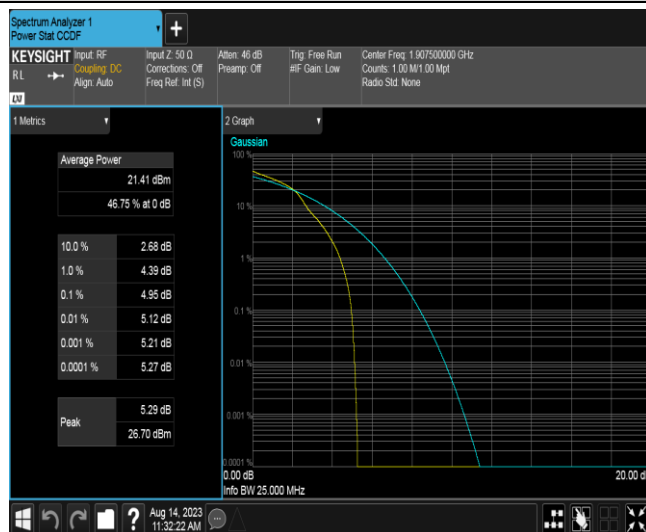 Spectrum Analyzer 1
Power Stat CCDF
+
KEYSIGHT
RL
LXI
Input: RF
Coupling: DC
Align: Auto
Input Z: 50 Ω
Corrections: Off
Freq Ref: Int (S)
Atten: 46 dB
Preamp: Off
Trig: Free Run
#IF Gain: Low
Center Freq: 1.907500000 GHz
Counts: 1.00 M/1.00 Mpt
Radio Std: None
1 Metrics
Average Power
21.41 dBm
46.75 % at 0 dB
10.0 % 2.68 dB
1.0 % 4.39 dB
0.1 % 4.95 dB
0.01 % 5.12 dB
0.001 % 5.21 dB
0.0001 % 5.27 dB
Peak 5.29 dB
26.70 dBm
2 Graph
Gaussian
100 %
10 %
1 %
0.1 %
0.01 %
0.001 %
0.0001 %
0.00 dB
20.00 d
Info BW 25.000 MHz
?
Aug 14, 2023
11:32:22 AM